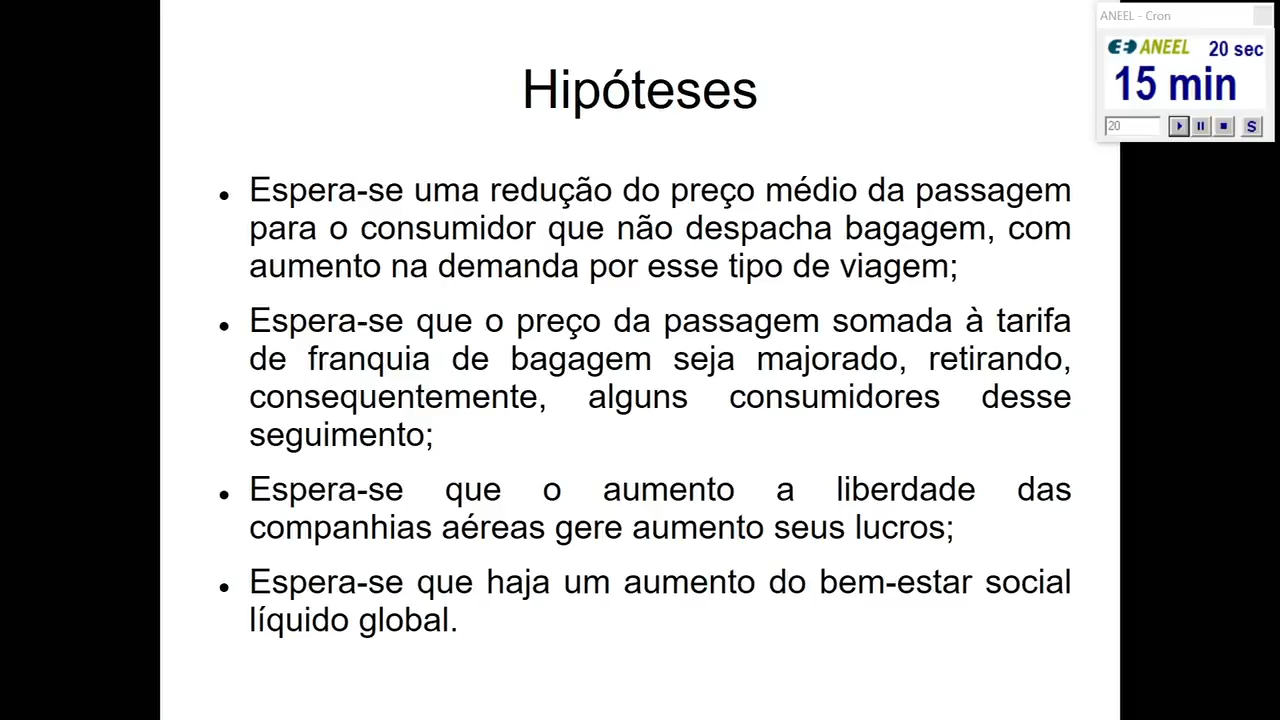 ANEEL - Cron
ANEEL 20 sec
15 min
20
S
Hipóteses
Espera-se uma redução do preço médio da passagem
para o consumidor que não despacha bagagem, com
aumento na demanda por esse tipo de viagem;
Espera-se que o preço da passagem somada à tarifa
de franquia de bagagem seja majorado, retirando,
consequentemente, alguns consumidores desse
seguimento;
Espera-se que o aumento a liberdade das
companhias aéreas gere aumento seus lucros;
Espera-se que haja um aumento do bem-estar social
líquido global.